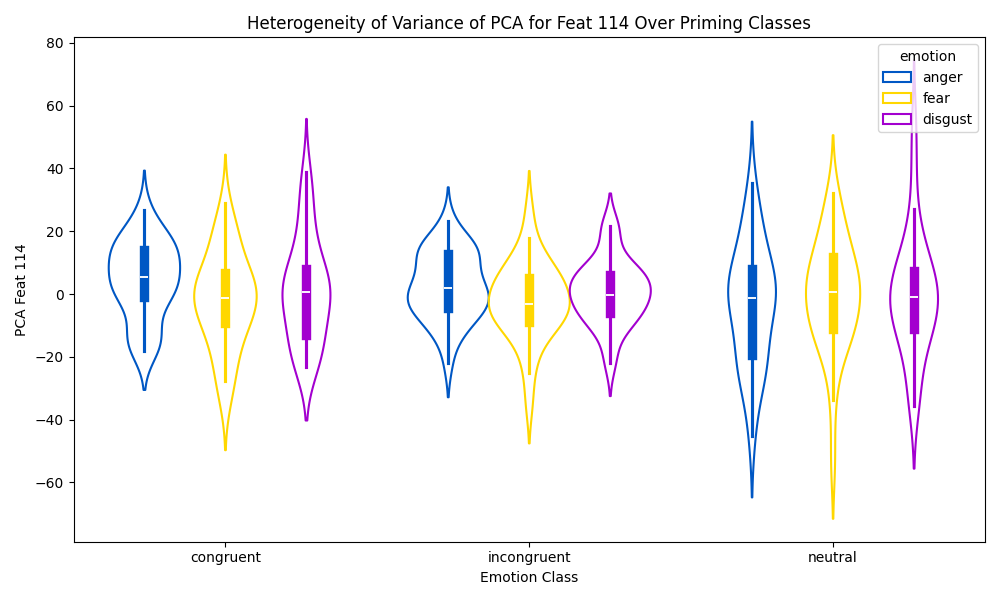 Heterogeneity of Variance of PCA for Feat 114 Over Priming Classes
emotion
anger
fear
disgust
80
60
40
20
0
−20
−40
−60
PCA Feat 114
congruent
incongruent
neutral
Emotion Class